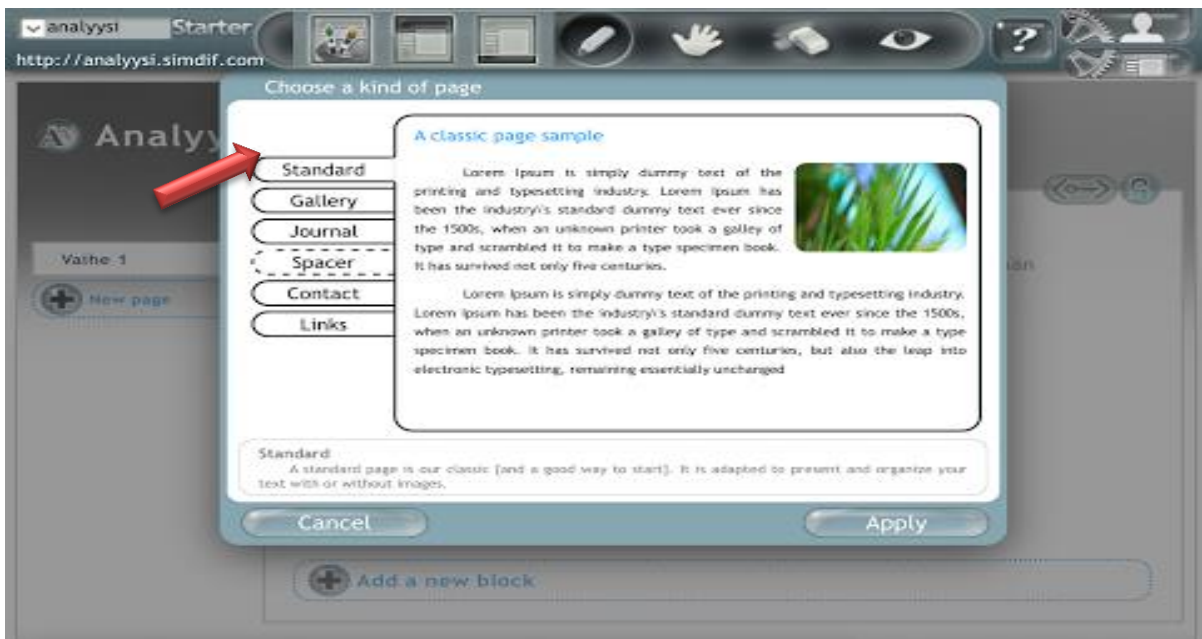 analyysi Starter
http://analyysi.simdif.com
?
Choose a kind of page
Analyy
A classic page sample
Standard
Gallery
Journal
Spacer
Contact
Links
Lorem Ipsum is simply dummy text of the
printing and typesetting industry. Lorem Ipsum has
been the industry\'s standard dummy text ever since
the 1500s, when an unknown printer took a galley of
type and scrambled it to make a type specimen book.
It has survived not only five centuries.
Lorem Ipsum is simply dummy text of the printing and typesetting industry.
Lorem Ipsum has been the industry\'s standard dummy text ever since the 1500s,
when an unknown printer took a galley of type and scrambled it to make a type
specimen book. It has survived not only five centuries, but also the leap into
electronic typesetting, remaining essentially unchanged
Vaihe 1
New page
Standard
A standard page is our classic [and a good way to start]. It is adapted to present and organize your
text with or without images.
Cancel
Apply
Add a new block